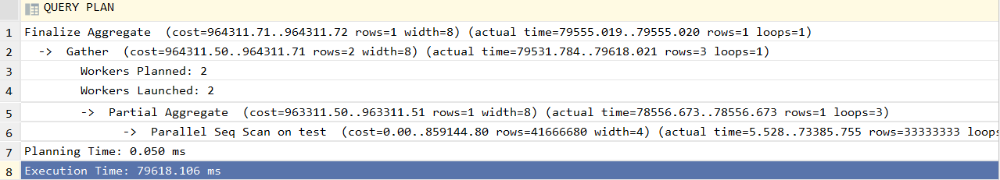 QUERY PLAN
1 Finalize Aggregate (cost=964311.71..964311.72 rows=1 width=8) (actual time=79555.019..79555.020 rows=1 loops=1)
2 -> Gather (cost=964311.50..964311.71 rows=2 width=8) (actual time=79531.784..79618.021 rows=3 loops=1)
3 Workers Planned: 2
4 Workers Launched: 2
5 -> Partial Aggregate (cost=963311.50..963311.51 rows=1 width=8) (actual time=78556.673..78556.673 rows=1 loops=3)
6 -> Parallel Seq Scan on test (cost=0.00..859144.80 rows=41666680 width=4) (actual time=5.528..73385.755 rows=33333333 loops
7 Planning Time: 0.050 ms
8 Execution Time: 79618.106 ms